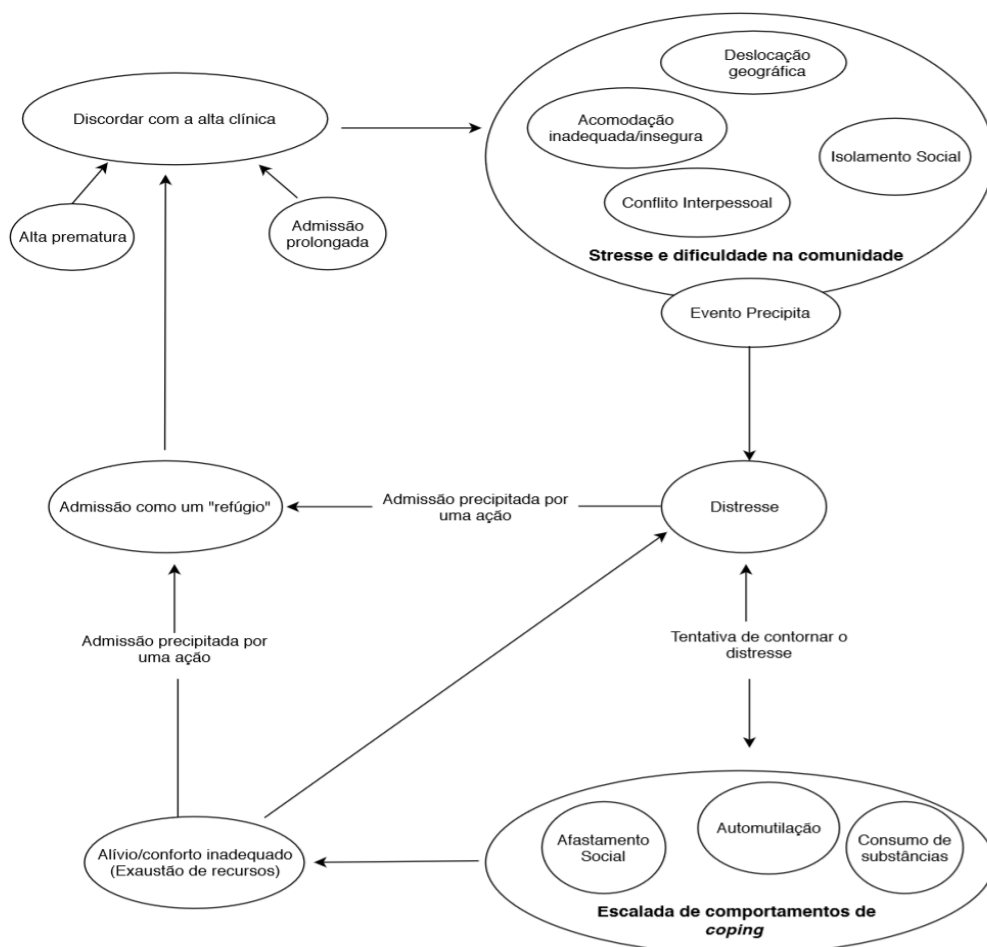 Deslocação
geográfica
Discordar com a alta clínica
Acomodação
inadequada/insegura
Isolamento Social
Conflito Interpessoal
Alta prematura
Admissão
prolongada
Stresse e dificuldade na comunidade
Evento Precipita
Admissão como um "refúgio"
Admissão precipitada por
uma ação
Distresse
Admissão precipitada por
uma ação
Tentativa de contornar o
distresse
Alívio/conforto inadequado
(Exaustão de recursos)
Afastamento
Social
Automutilação
Consumo de
substâncias
Escalada de comportamentos de
coping